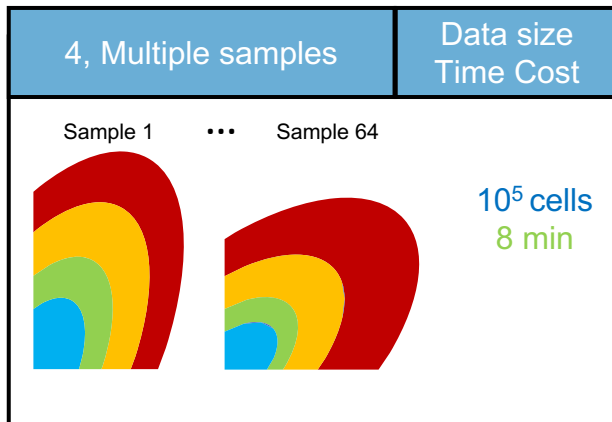 4, Multiple samples
Data size
Time Cost
Sample 1 ••• Sample 64
10⁵ cells
8 min